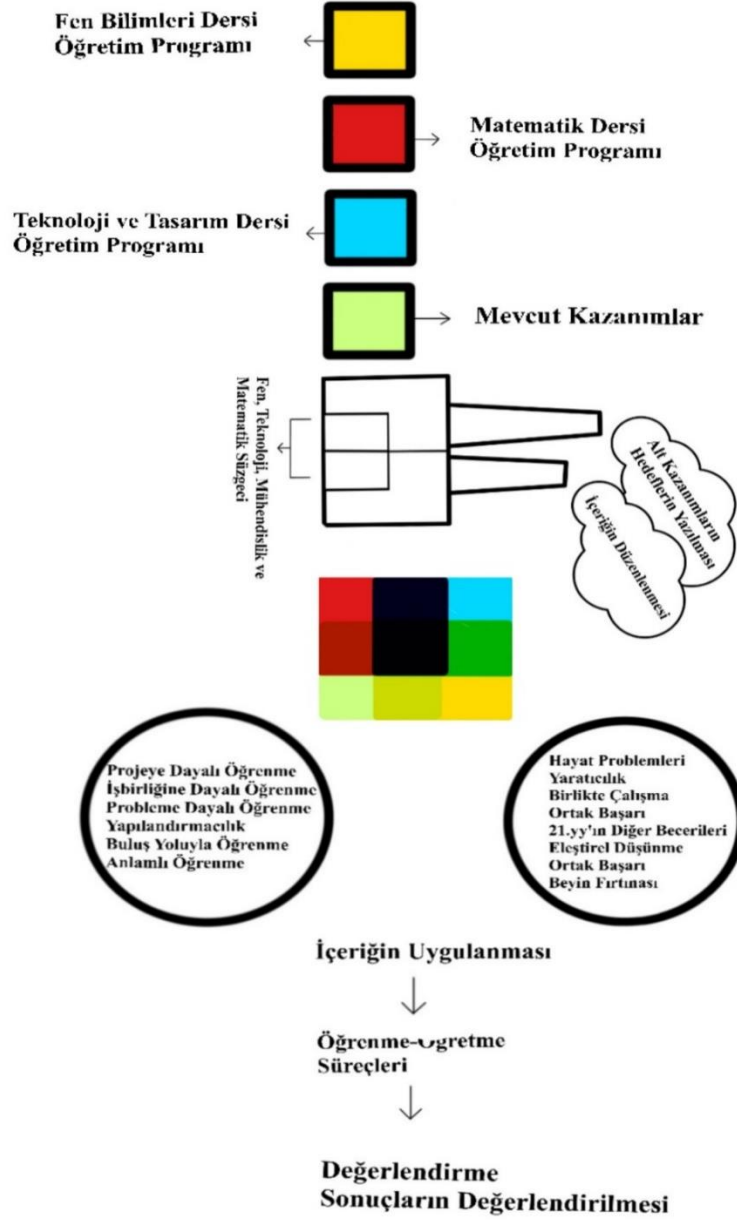 Fen Bilimleri Dersi
Öğretim Programı
Matematik Dersi
Öğretim Programı
Teknoloji ve Tasarım Dersi
Öğretim Programı
Mevcut Kazanımlar
Fen, Teknoloji, Mühendislik ve
Matematik Süzgeci
Alt Kazanımların
Hedeflerin Yazılması
İçeriğin Düzenlenmesi
Projeye Dayalı Öğrenme
İşbirliğine Dayalı Öğrenme
Probleme Dayalı Öğrenme
Yapılandırmacılık
Buluş Yoluyla Öğrenme
Anlamlı Öğrenme
Hayat Problemleri
Yaratıcılık
Birlikte Çalışma
Ortak Başarı
21.yy'ın Diğer Becerileri
Eleştirel Düşünme
Ortak Başarı
Beyin Fırtınası
İçeriğin Uygulanması
Öğrenme-Öğretme
Süreçleri
Değerlendirme
Sonuçların Değerlendirilmesi